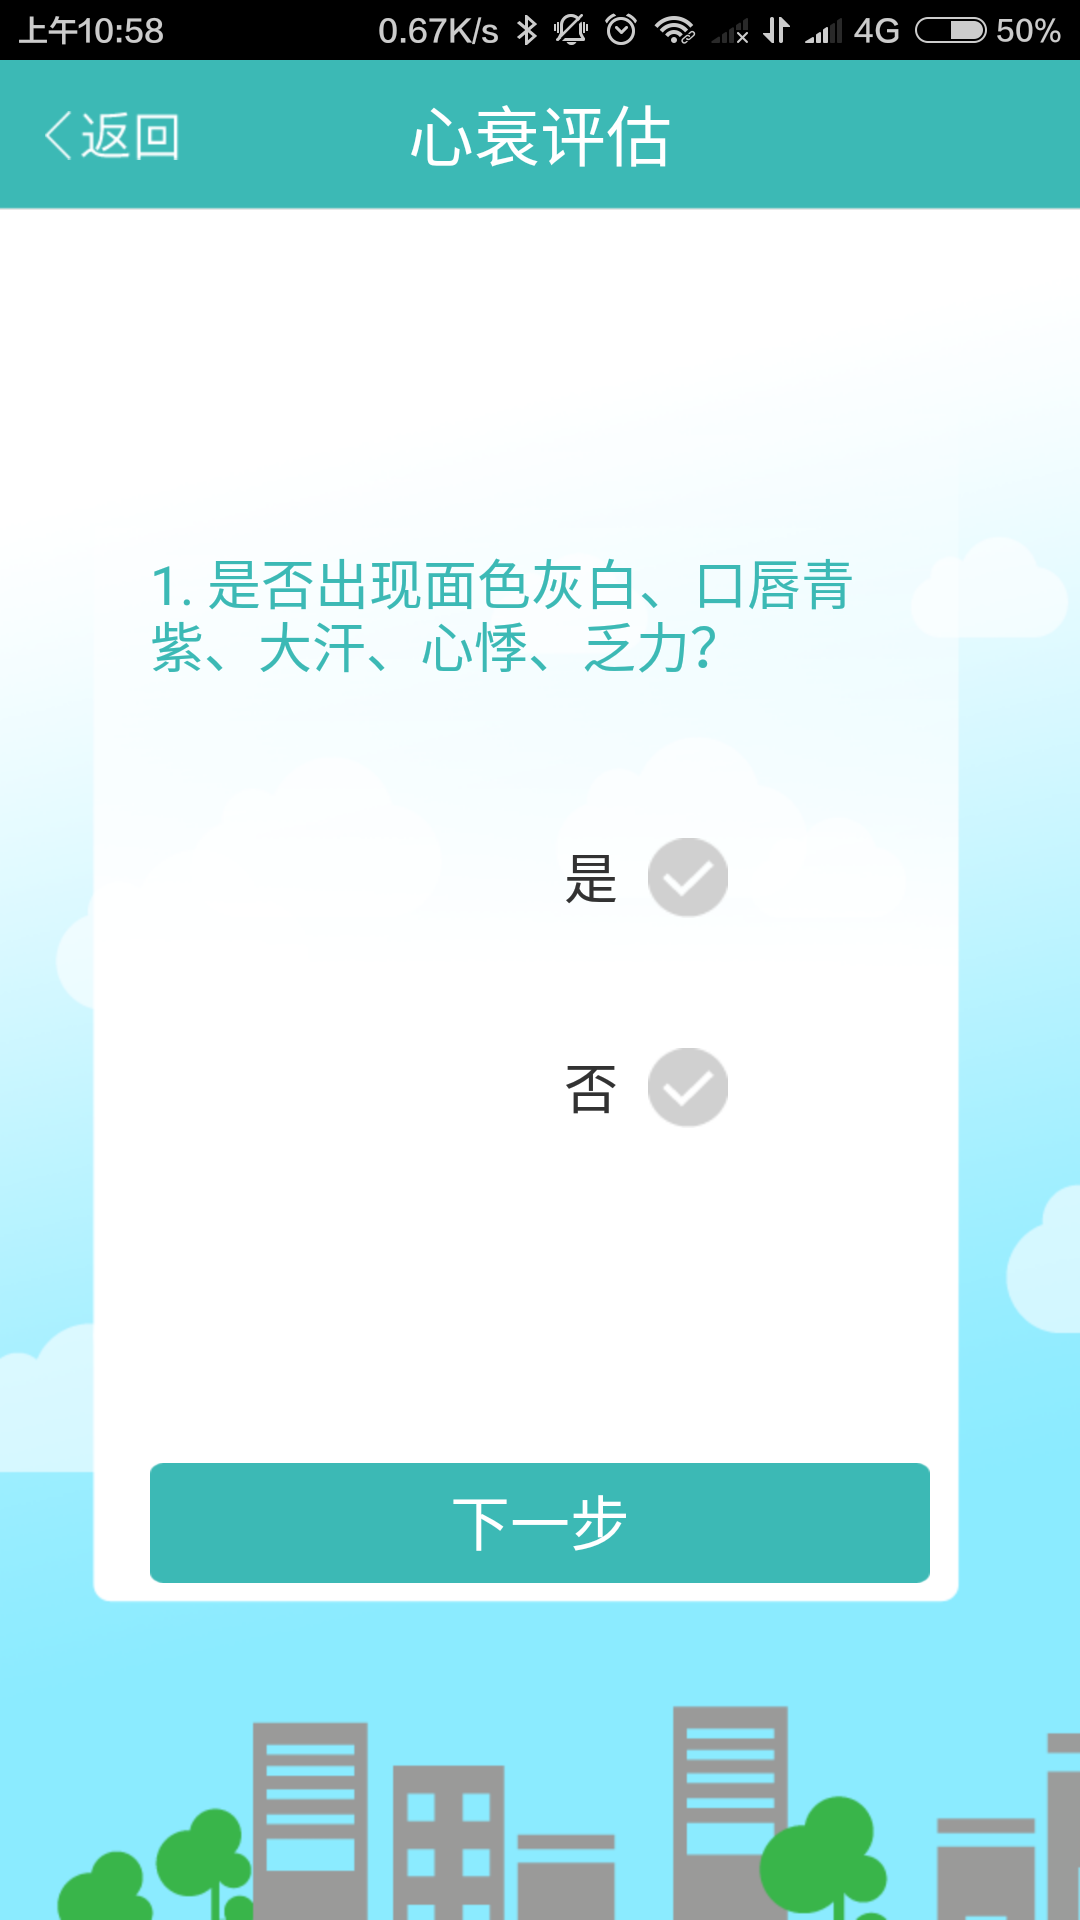 上午10:58 0.67K/s 4G 50%
返回 心衰评估
1. 是否出现面色灰白、口唇青
紫、大汗、心悸、乏力?
是
否
下一步